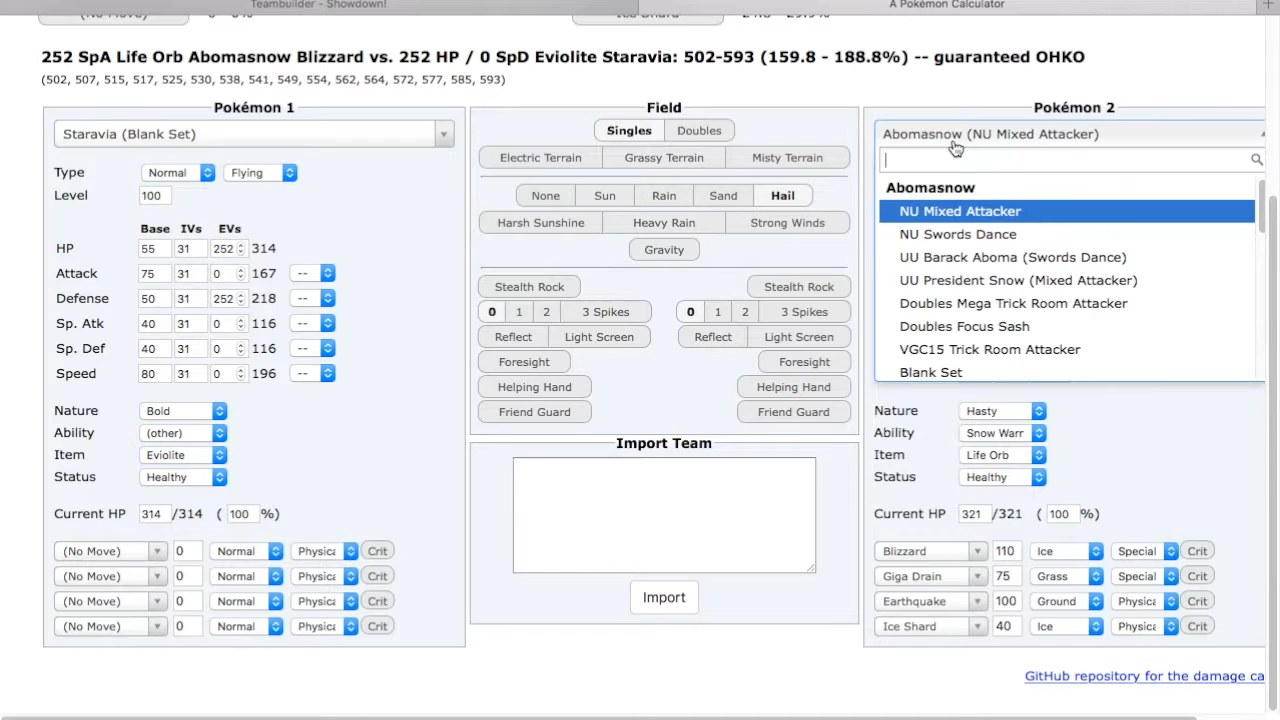 Teambuilder - Showdown!
A Pokémon Calculator
+
(No Move)
Ice Shard
252 SpA Life Orb Abomasnow Blizzard vs. 252 HP / 0 SpD Eviolite Staravia: 502-593 (159.8 - 188.8%) -- guaranteed OHKO
(502, 507, 515, 517, 525, 530, 538, 541, 549, 554, 562, 564, 572, 577, 585, 593)
Pokémon 1
Staravia (Blank Set)
Type Normal Flying
Level 100
Base IVs EVs
HP 55 31 252 314
Attack 75 31 0 167 --
Defense 50 31 252 218 --
Sp. Atk 40 31 0 116 --
Sp. Def 40 31 0 116 --
Speed 80 31 0 196 --
Nature Bold
Ability (other)
Item Eviolite
Status Healthy
Current HP 314 /314 ( 100 %)
(No Move) 0 Normal Physica Crit
(No Move) 0 Normal Physica Crit
(No Move) 0 Normal Physica Crit
(No Move) 0 Normal Physica Crit
Field
Singles Doubles
Electric Terrain Grassy Terrain Misty Terrain
None Sun Rain Sand Hail
Harsh Sunshine Heavy Rain Strong Winds
Gravity
Stealth Rock Stealth Rock
0 1 2 3 Spikes 0 1 2 3 Spikes
Reflect Light Screen Reflect Light Screen
Foresight Foresight
Helping Hand Helping Hand
Friend Guard Friend Guard
Import Team
Import
Pokémon 2
Abomasnow (NU Mixed Attacker)
Abomasnow
NU Mixed Attacker
NU Swords Dance
UU Barack Aboma (Swords Dance)
UU President Snow (Mixed Attacker)
Doubles Mega Trick Room Attacker
Doubles Focus Sash
VGC15 Trick Room Attacker
Blank Set
Nature Hasty
Ability Snow Warr
Item Life Orb
Status Healthy
Current HP 321 /321 ( 100 %)
Blizzard 110 Ice Special Crit
Giga Drain 75 Grass Special Crit
Earthquake 100 Ground Physica Crit
Ice Shard 40 Ice Physica Crit
GitHub repository for the damage ca